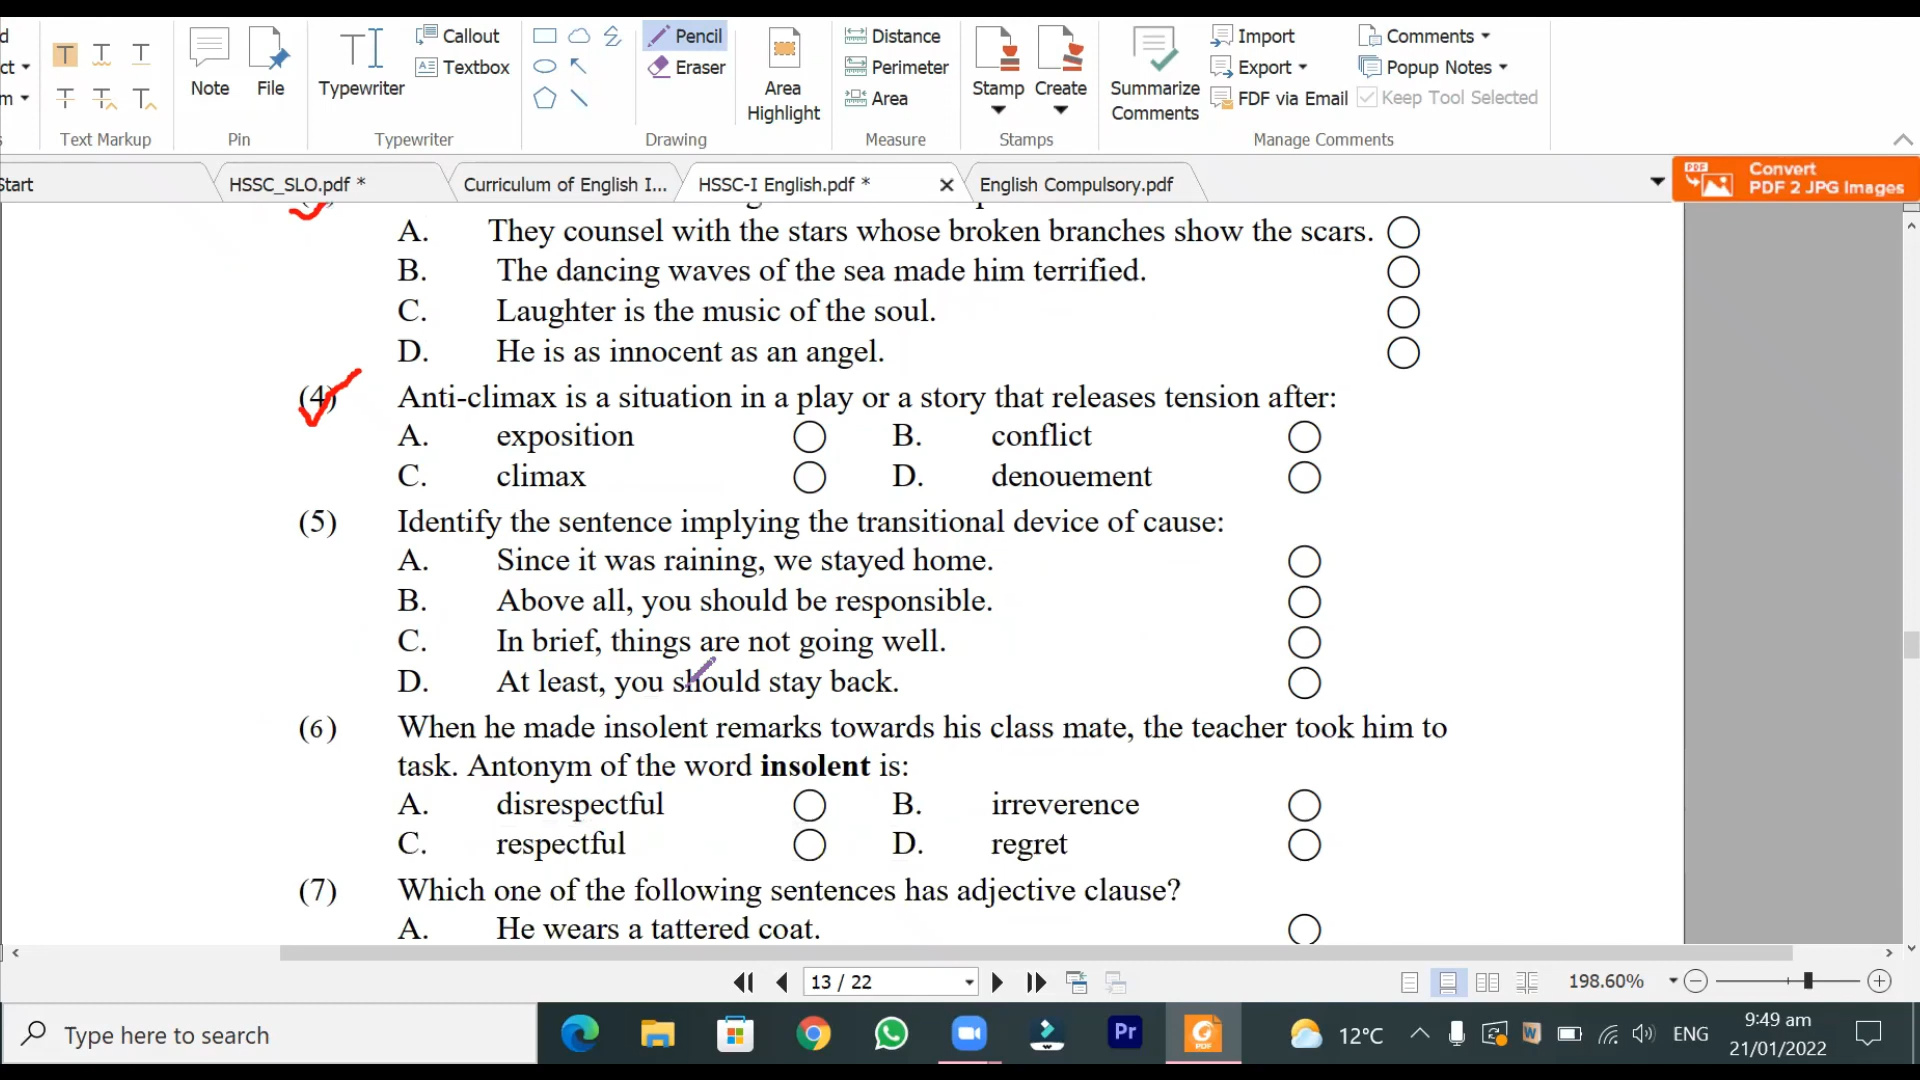 d
Callout
Pencil
Distance
Import
Comments
ct
Textbox
Eraser
Perimeter
Export
Popup Notes
m
Note
File
Typewriter
Area
Highlight
Area
Stamp
Create
Summarize
Comments
FDF via Email
Keep Tool Selected
Text Markup
Pin
Typewriter
Drawing
Measure
Stamps
Manage Comments
Start
HSSC_SLO.pdf *
Curriculum of English I...
HSSC-I English.pdf *
English Compulsory.pdf
PDF
Convert
PDF 2 JPG Images
A. They counsel with the stars whose broken branches show the scars.
B. The dancing waves of the sea made him terrified.
C. Laughter is the music of the soul.
D. He is as innocent as an angel.
(4) Anti-climax is a situation in a play or a story that releases tension after:
A. exposition B. conflict
C. climax D. denouement
(5) Identify the sentence implying the transitional device of cause:
A. Since it was raining, we stayed home.
B. Above all, you should be responsible.
C. In brief, things are not going well.
D. At least, you should stay back.
(6) When he made insolent remarks towards his class mate, the teacher took him to
task. Antonym of the word insolent is:
A. disrespectful B. irreverence
C. respectful D. regret
(7) Which one of the following sentences has adjective clause?
A. He wears a tattered coat.
13 / 22
198.60%
Type here to search
Pr
PDF
12°C
W
ENG
9:49 am
21/01/2022